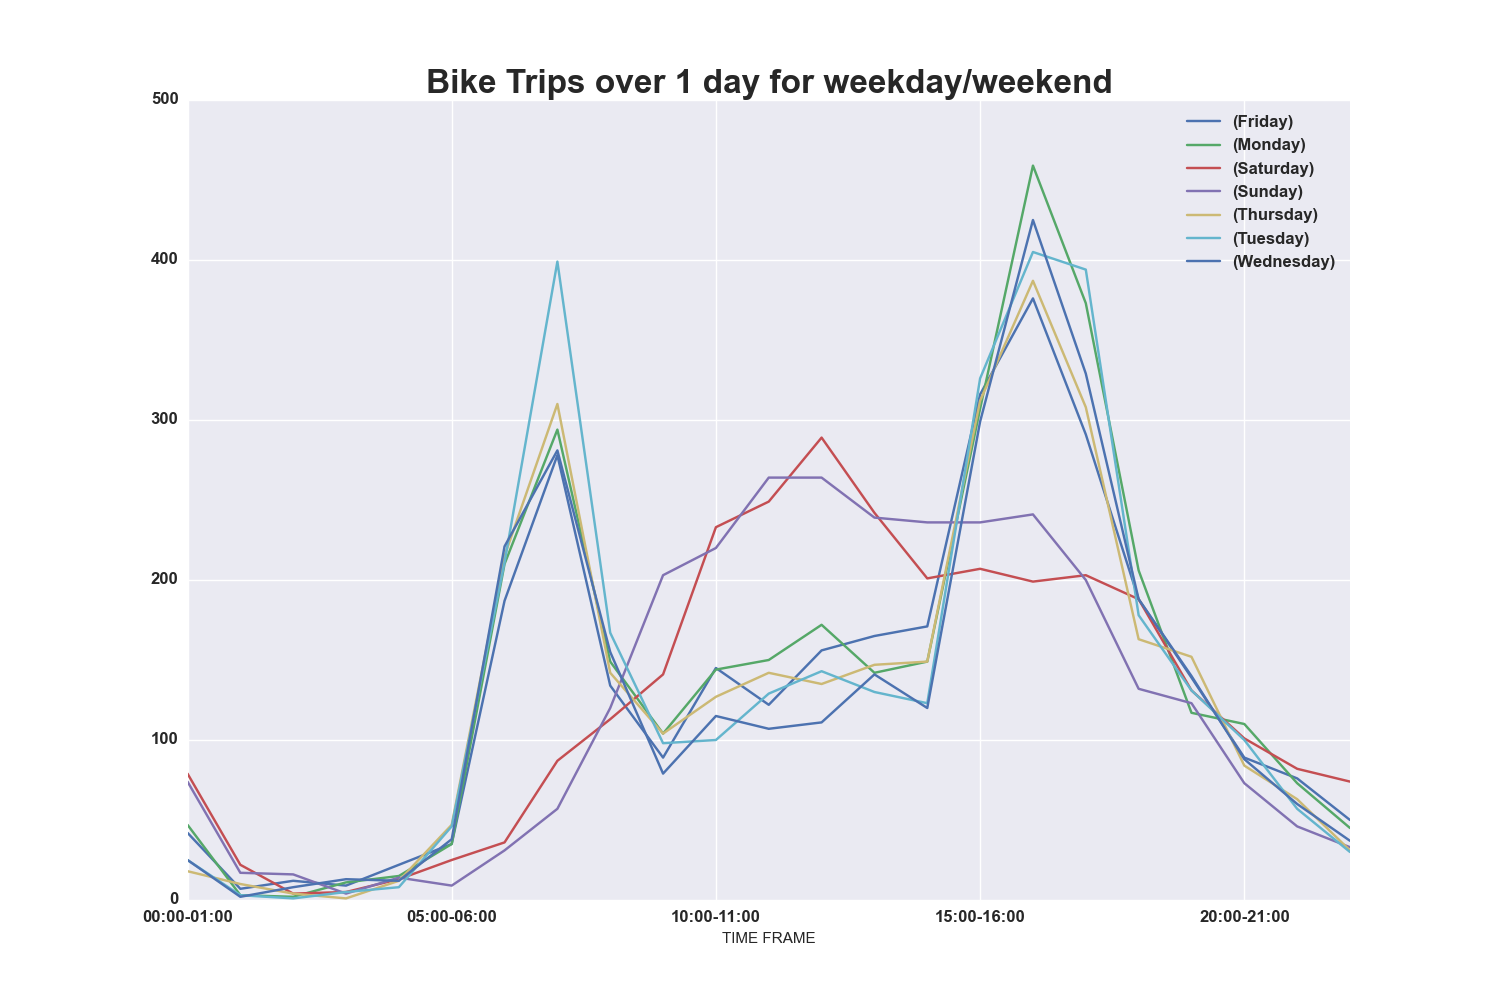 Bike Trips over 1 day for weekday/weekend
500
400
300
200
100
0
(Friday)
(Monday)
(Saturday)
(Sunday)
(Thursday)
(Tuesday)
(Wednesday)
00:00-01:00 05:00-06:00 10:00-11:00 15:00-16:00 20:00-21:00
TIME FRAME